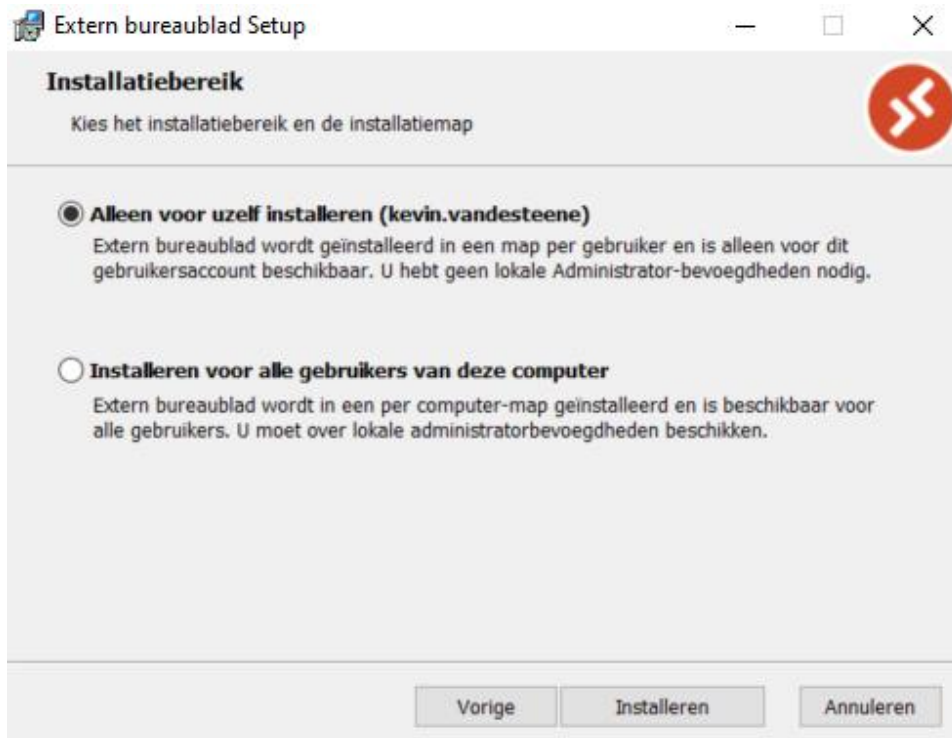 Extern bureaublad Setup
Installatiebereik
Kies het installatiebereik en de installatiemap
Alleen voor uzelf installeren (kevin.vandesteene)
Extern bureaublad wordt geïnstalleerd in een map per gebruiker en is alleen voor dit
gebruikersaccount beschikbaar. U hebt geen lokale Administrator-bevoegdheden nodig.
Installeren voor alle gebruikers van deze computer
Extern bureaublad wordt in een per computer-map geïnstalleerd en is beschikbaar voor
alle gebruikers. U moet over lokale administratorbevoegdheden beschikken.
Vorige Installeren Annuleren